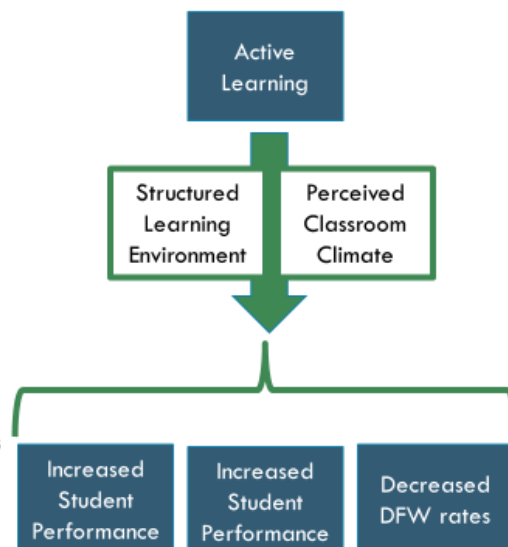 Active
Learning
Structured
Learning
Environment
Perceived
Classroom
Climate
Increased
Student
Performance
Increased
Student
Performance
Decreased
DFW rates